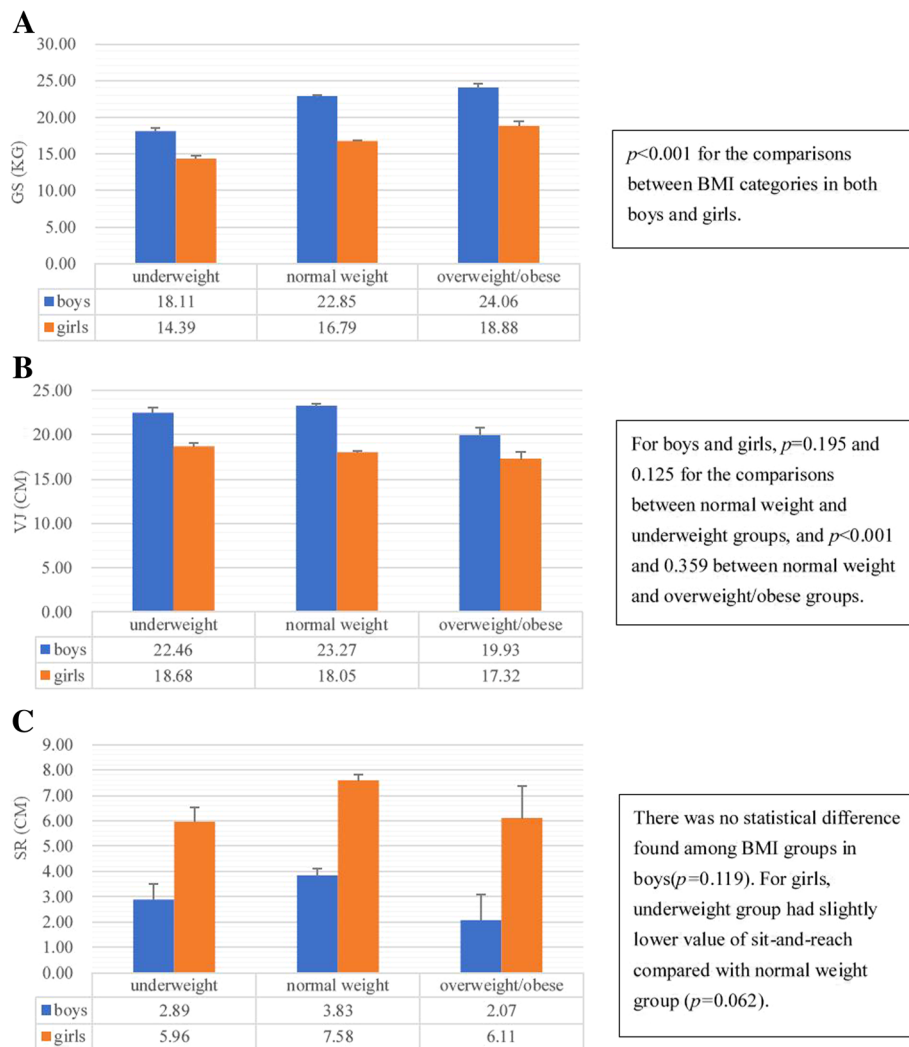 A
30.00
25.00
20.00
15.00
10.00
5.00
0.00
GS (KG)
underweight normal weight overweight/obese
boys 18.11 22.85 24.06
girls 14.39 16.79 18.88
p<0.001 for the comparisons
between BMI categories in both
boys and girls.
B
25.00
20.00
15.00
10.00
5.00
0.00
VJ (CM)
underweight normal weight overweight/obese
boys 22.46 23.27 19.93
girls 18.68 18.05 17.32
For boys and girls, p=0.195 and
0.125 for the comparisons
between normal weight and
underweight groups, and p<0.001
and 0.359 between normal weight
and overweight/obese groups.
C
9.00
8.00
7.00
6.00
5.00
4.00
3.00
2.00
1.00
0.00
SR (CM)
underweight normal weight overweight/obese
boys 2.89 3.83 2.07
girls 5.96 7.58 6.11
There was no statistical difference
found among BMI groups in
boys(p=0.119). For girls,
underweight group had slightly
lower value of sit-and-reach
compared with normal weight
group (p=0.062).